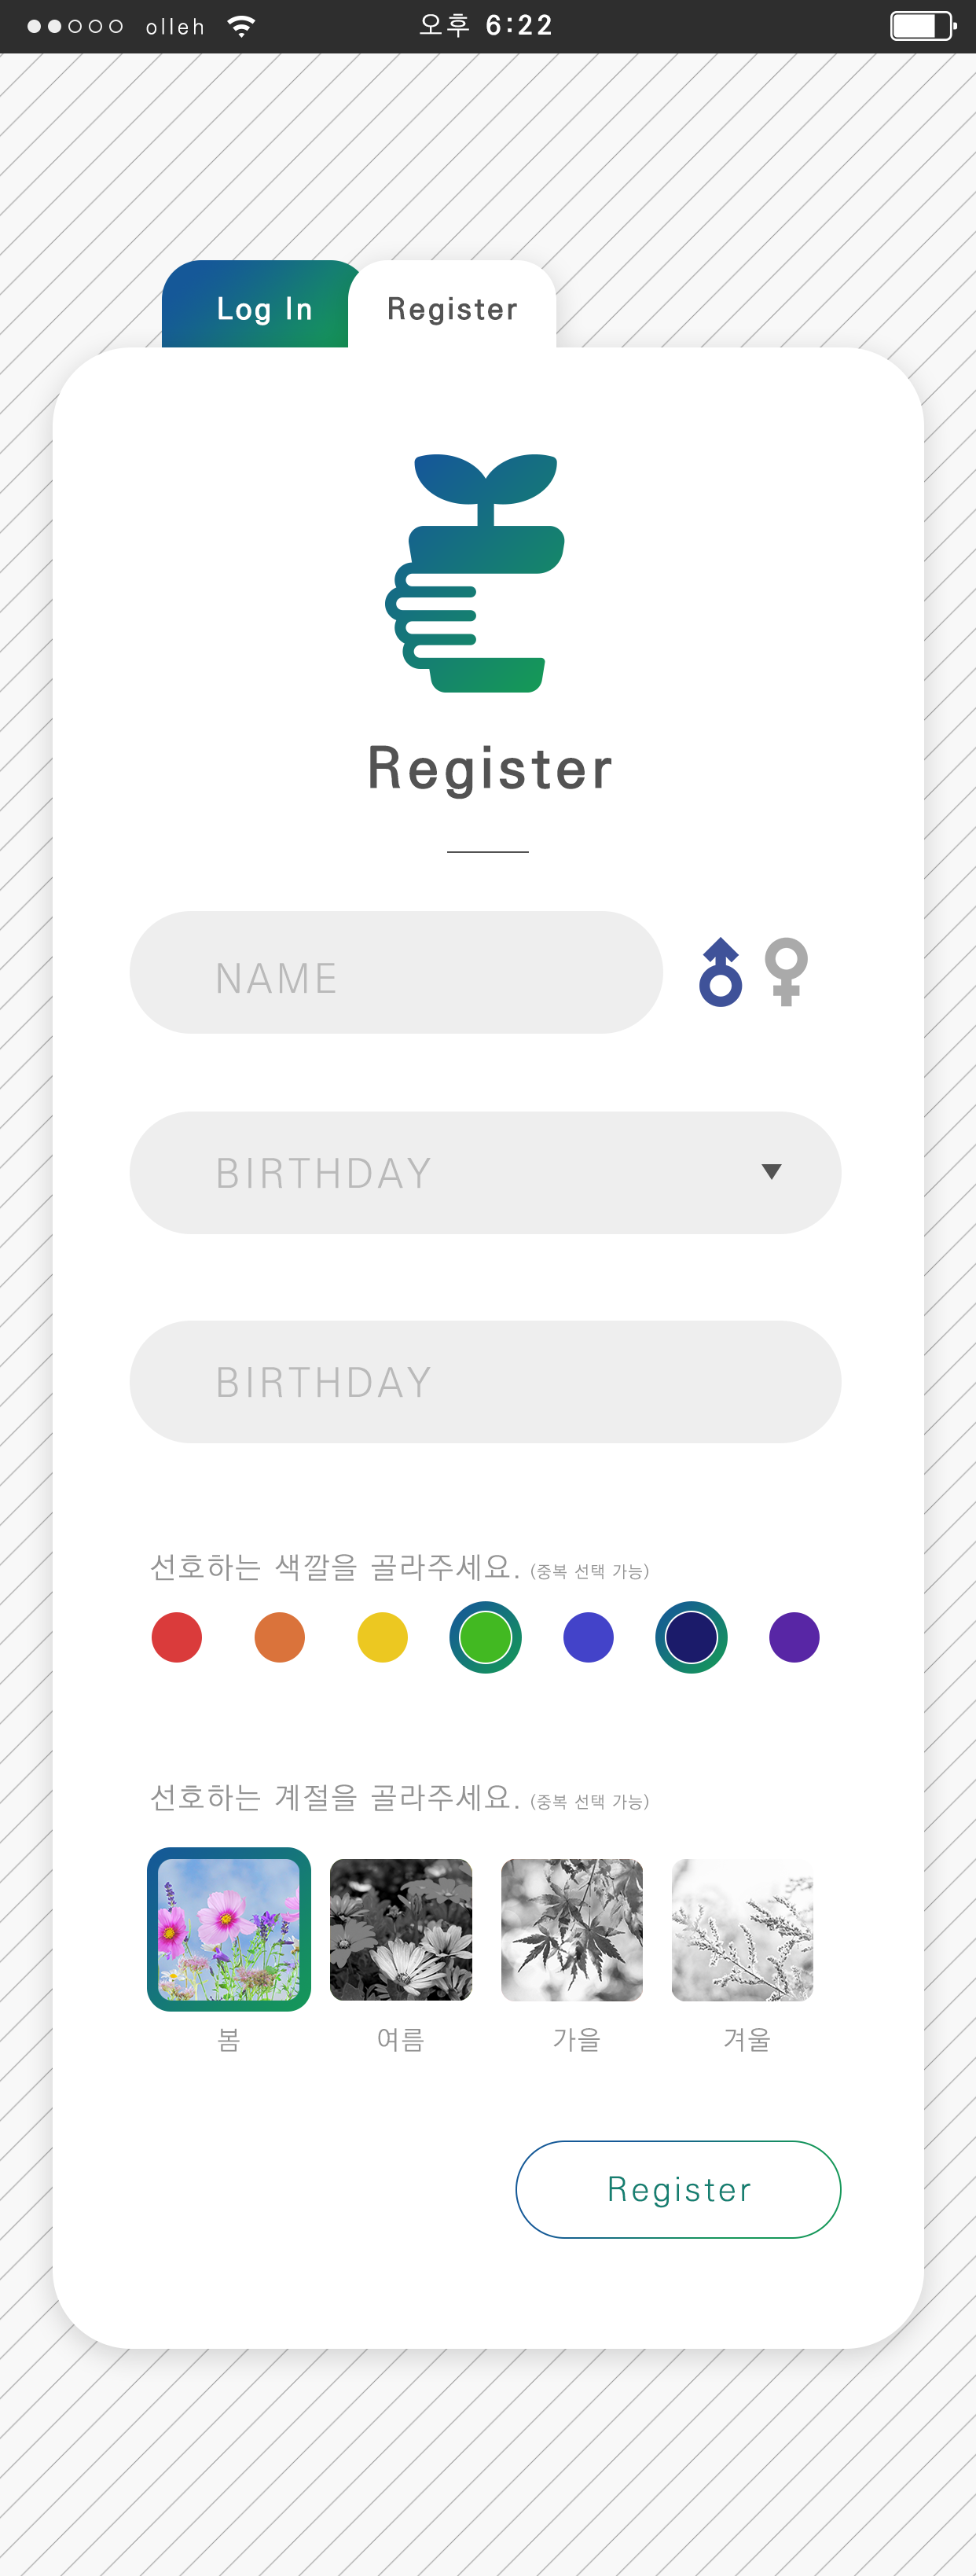 olleh 오후 6:22
Log In Register
Register
NAME
BIRTHDAY
BIRTHDAY
선호하는 색깔을 골라주세요. (중복 선택 가능)
선호하는 계절을 골라주세요. (중복 선택 가능)
봄 여름 가을 겨울
Register